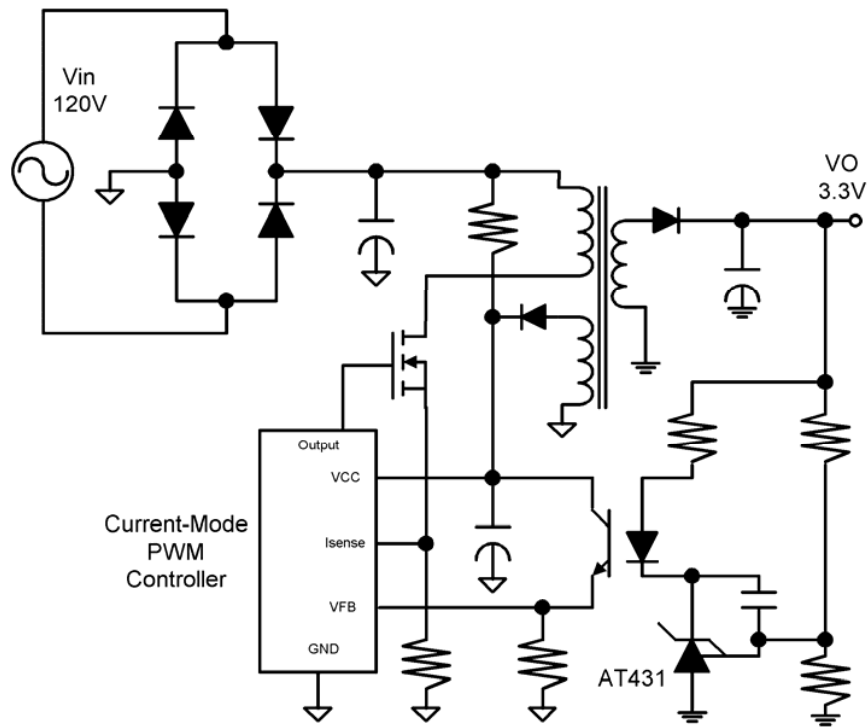 Vin
120V
VO
3.3V
Output
VCC
Current-Mode
PWM
Controller
Isense
VFB
GND
AT431